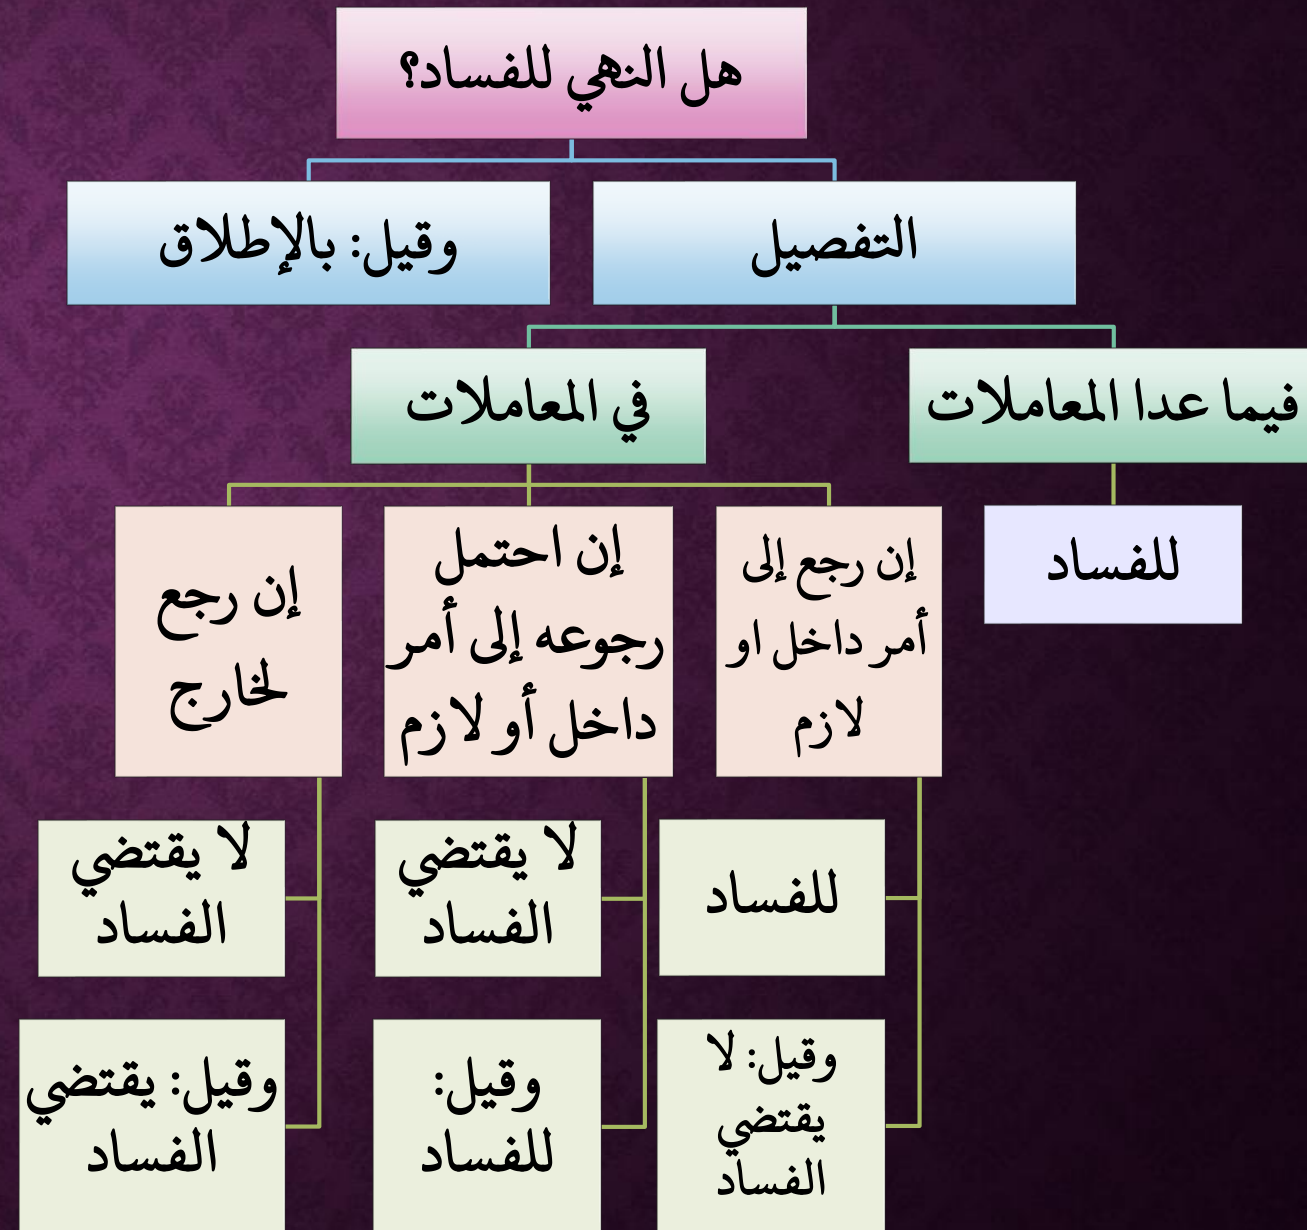 هل النهي للفساد؟
التفصيل
وقيل: بالإطلاق
فيما عدا المعاملات
في المعاملات
للفساد
إن رجع إلى
أمر داخل او
لازم
إن احتمل
رجوعه إلى أمر
داخل أو لازم
إن رجع
لخارج
للفساد
لا يقتضي
الفساد
لا يقتضي
الفساد
وقيل: لا
يقتضي
الفساد
وقيل:
للفساد
وقيل: يقتضي
الفساد